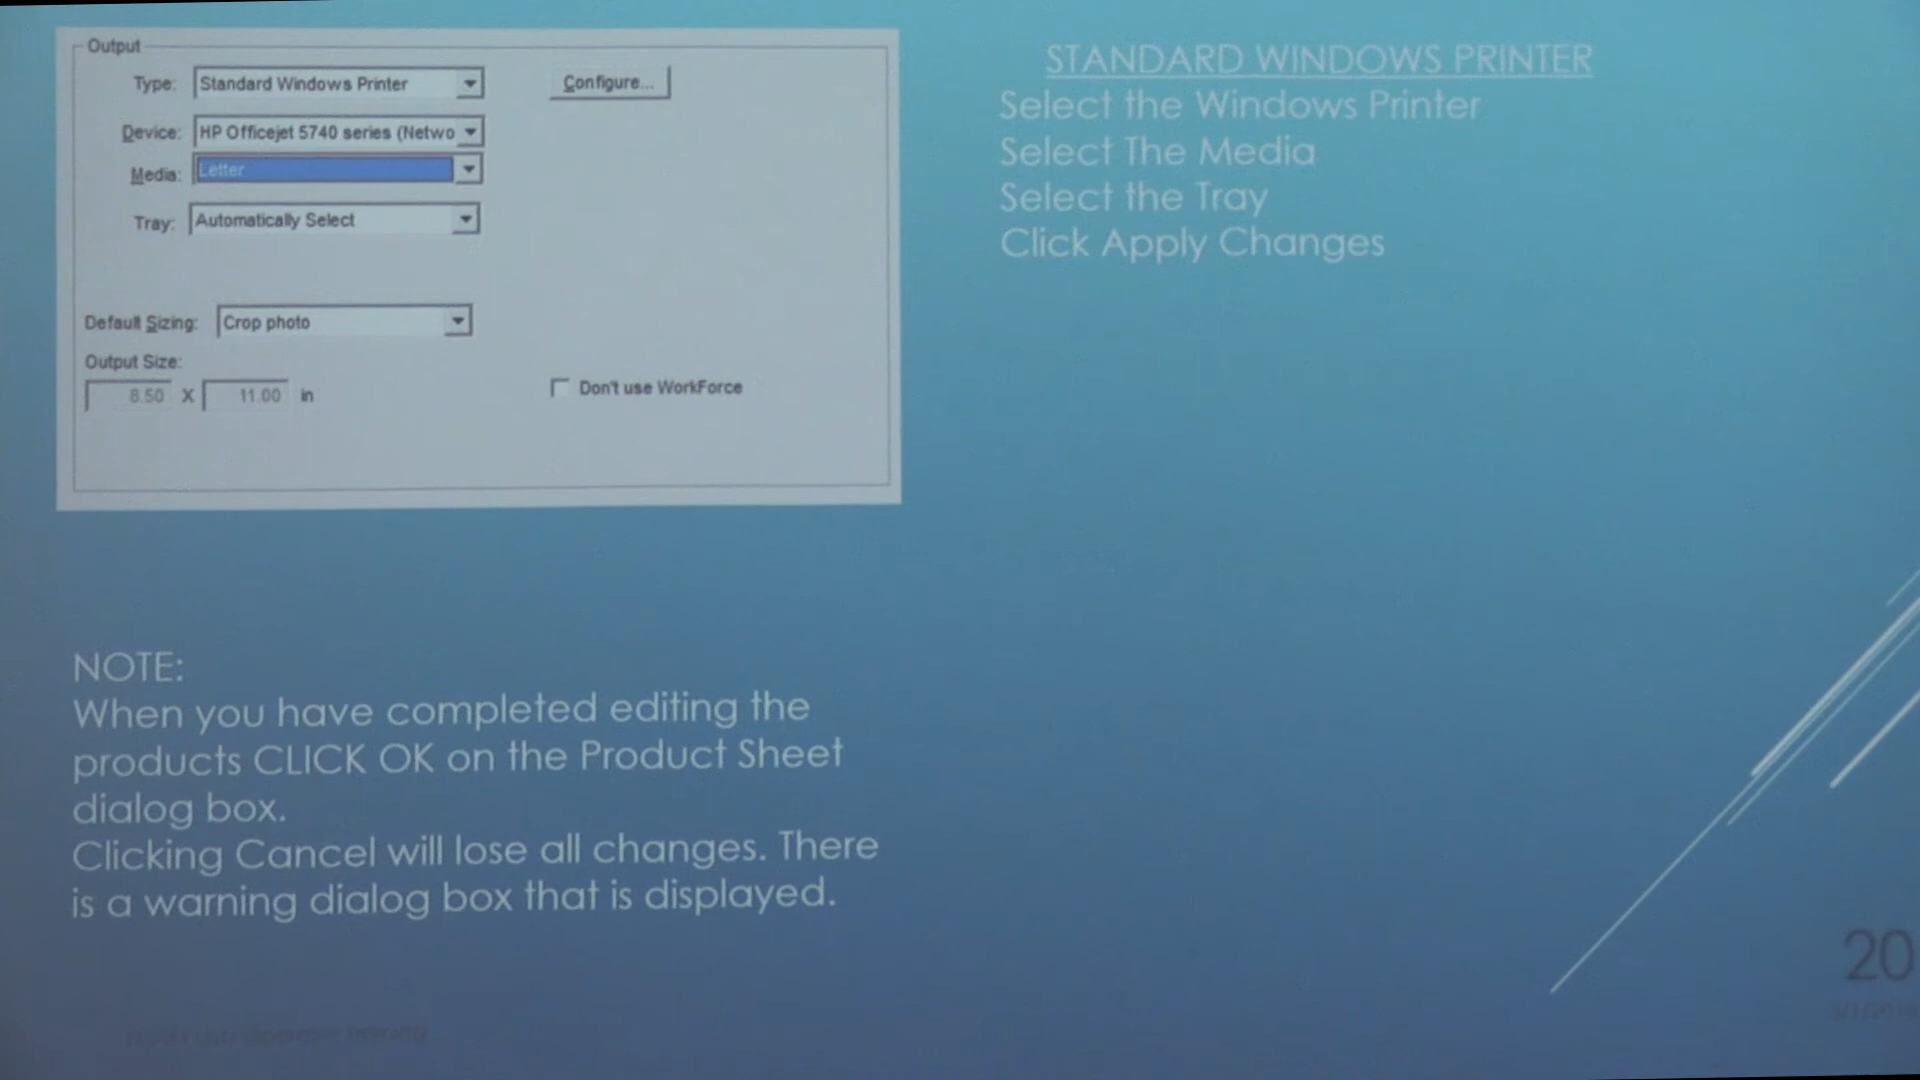 Output
Type: Standard Windows Printer Configure...
Device: HP Officejet 5740 series (Netwo
Media: Letter
Tray: Automatically Select
Default Sizing: Crop photo
Output Size:
8.50 X 11.00 in
Don't use WorkForce
STANDARD WINDOWS PRINTER
Select the Windows Printer
Select The Media
Select the Tray
Click Apply Changes
NOTE:
When you have completed editing the
products CLICK OK on the Product Sheet
dialog box.
Clicking Cancel will lose all changes. There
is a warning dialog box that is displayed.
20